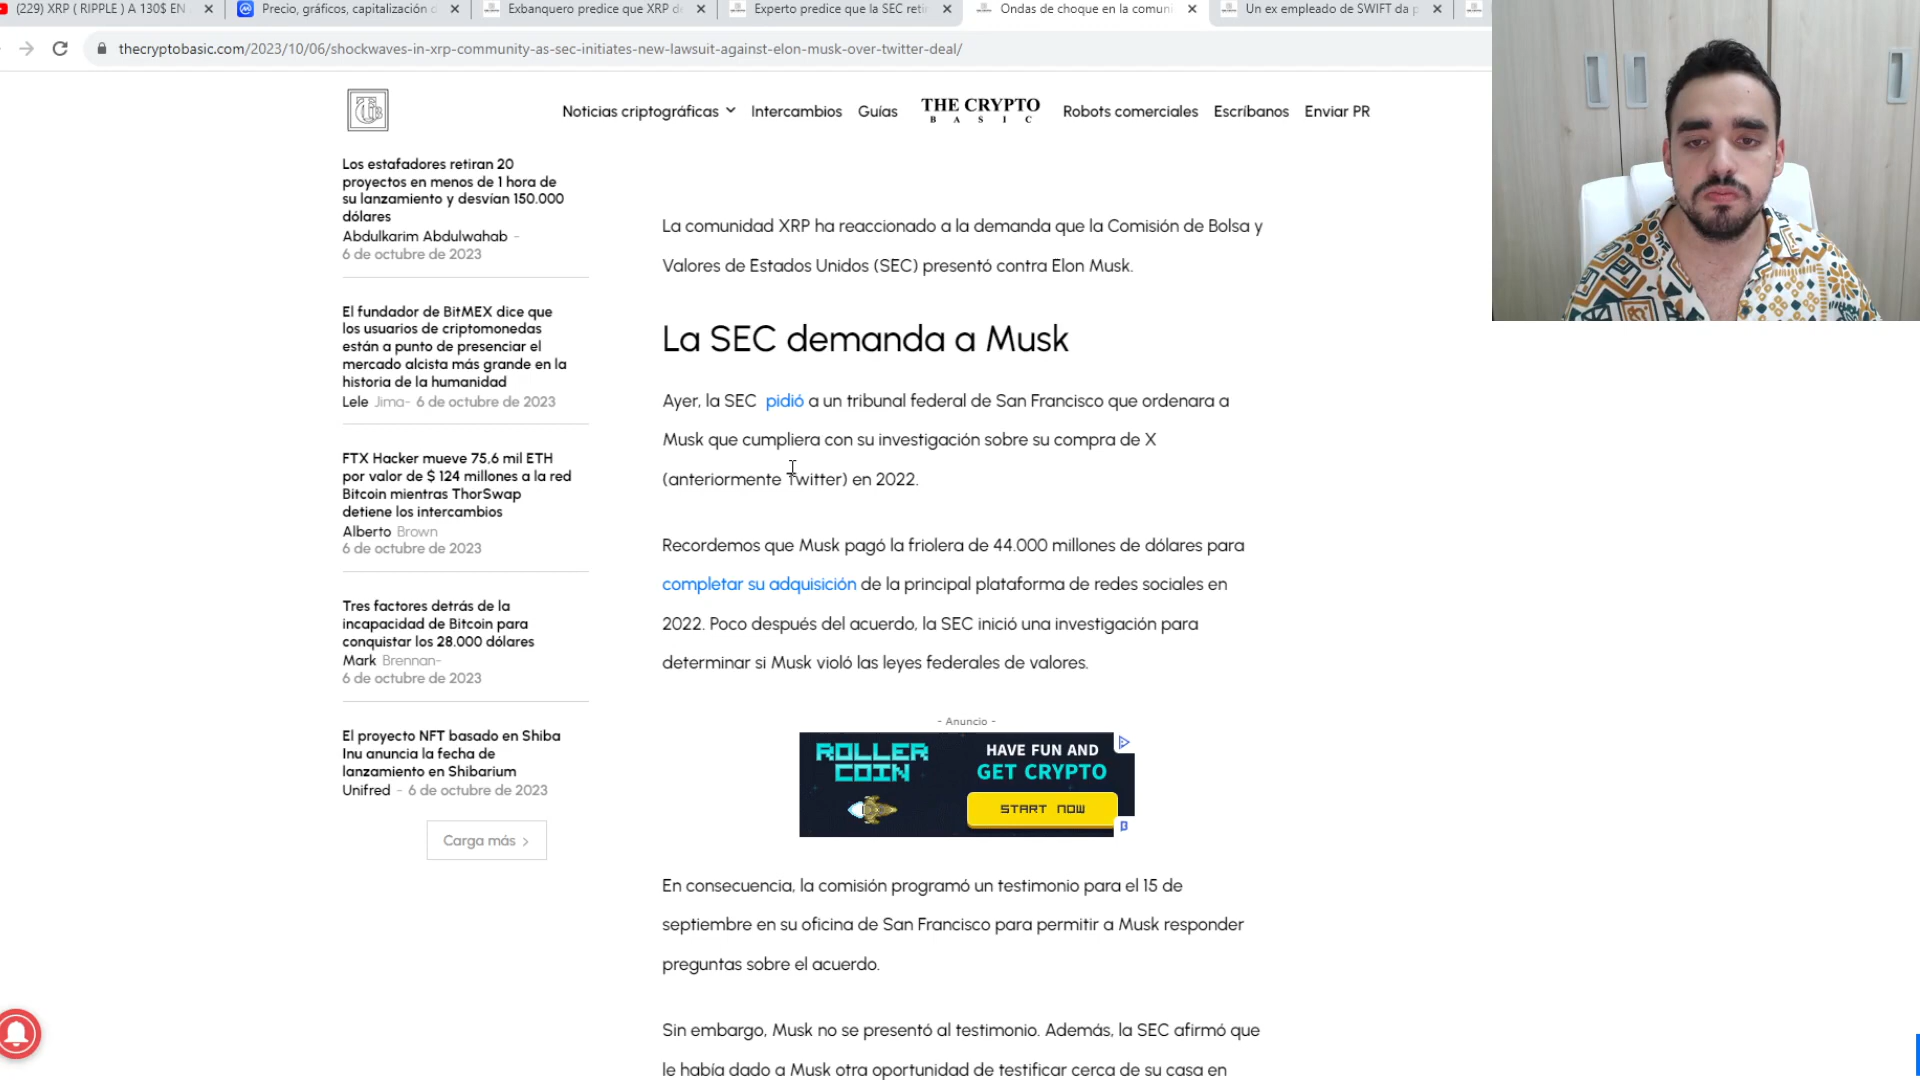 (229) XRP ( RIPPLE ) A 130$ EN
Precio, gráficos, capitalización d
Exbanquero predice que XRP de
Experto predice que la SEC reti
Ondas de choque en la comun
Un ex empleado de SWIFT da p
thecryptobasic.com/2023/10/06/shockwaves-in-xrp-community-as-sec-initiates-new-lawsuit-against-elon-musk-over-twitter-deal/
Noticias criptográficas
Intercambios
Guías
THE CRYPTO
BASIC
Robots comerciales
Escríbanos
Enviar PR
Los estafadores retiran 20
proyectos en menos de 1 hora de
su lanzamiento y desvían 150.000
dólares
Abdulkarim Abdulwahab -
6 de octubre de 2023
El fundador de BitMEX dice que
los usuarios de criptomonedas
están a punto de presenciar el
mercado alcista más grande en la
historia de la humanidad
Lele Jima- 6 de octubre de 2023
FTX Hacker mueve 75,6 mil ETH
por valor de $ 124 millones a la red
Bitcoin mientras ThorSwap
detiene los intercambios
Alberto Brown
6 de octubre de 2023
Tres factores detrás de la
incapacidad de Bitcoin para
conquistar los 28.000 dólares
Mark Brennan-
6 de octubre de 2023
El proyecto NFT basado en Shiba
Inu anuncia la fecha de
lanzamiento en Shibarium
Unifred - 6 de octubre de 2023
Carga más >
La comunidad XRP ha reaccionado a la demanda que la Comisión de Bolsa y
Valores de Estados Unidos (SEC) presentó contra Elon Musk.
La SEC demanda a Musk
Ayer, la SEC pidió a un tribunal federal de San Francisco que ordenara a
Musk que cumpliera con su investigación sobre su compra de X
(anteriormente Twitter) en 2022.
Recordemos que Musk pagó la friolera de 44.000 millones de dólares para
completar su adquisición de la principal plataforma de redes sociales en
2022. Poco después del acuerdo, la SEC inició una investigación para
determinar si Musk violó las leyes federales de valores.
- Anuncio -
ROLLER
COIN
HAVE FUN AND
GET CRYPTO
START NOW
En consecuencia, la comisión programó un testimonio para el 15 de
septiembre en su oficina de San Francisco para permitir a Musk responder
preguntas sobre el acuerdo.
Sin embargo, Musk no se presentó al testimonio. Además, la SEC afirmó que
le había dado a Musk otra oportunidad de testificar cerca de su casa en